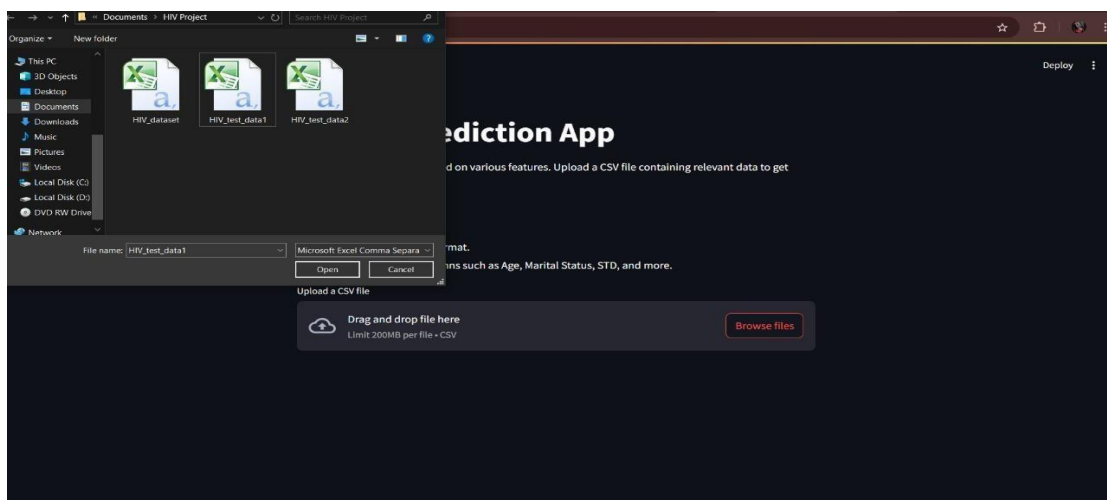 Documents > HIV Project
Search HIV Project
Organize
New folder
This PC
3D Objects
Desktop
Documents
Downloads
Music
Pictures
Videos
Local Disk (C:)
Local Disk (D:)
DVD RW Drive
Network
HIV_dataset
HIV_test_data1
HIV_test_data2
File name: HIV_test_data1
Microsoft Excel Comma Separa
Open
Cancel
Deploy
ediction App
d on various features. Upload a CSV file containing relevant data to get
mat.
nns such as Age, Marital Status, STD, and more.
Upload a CSV file
Drag and drop file here
Limit 200MB per file • CSV
Browse files